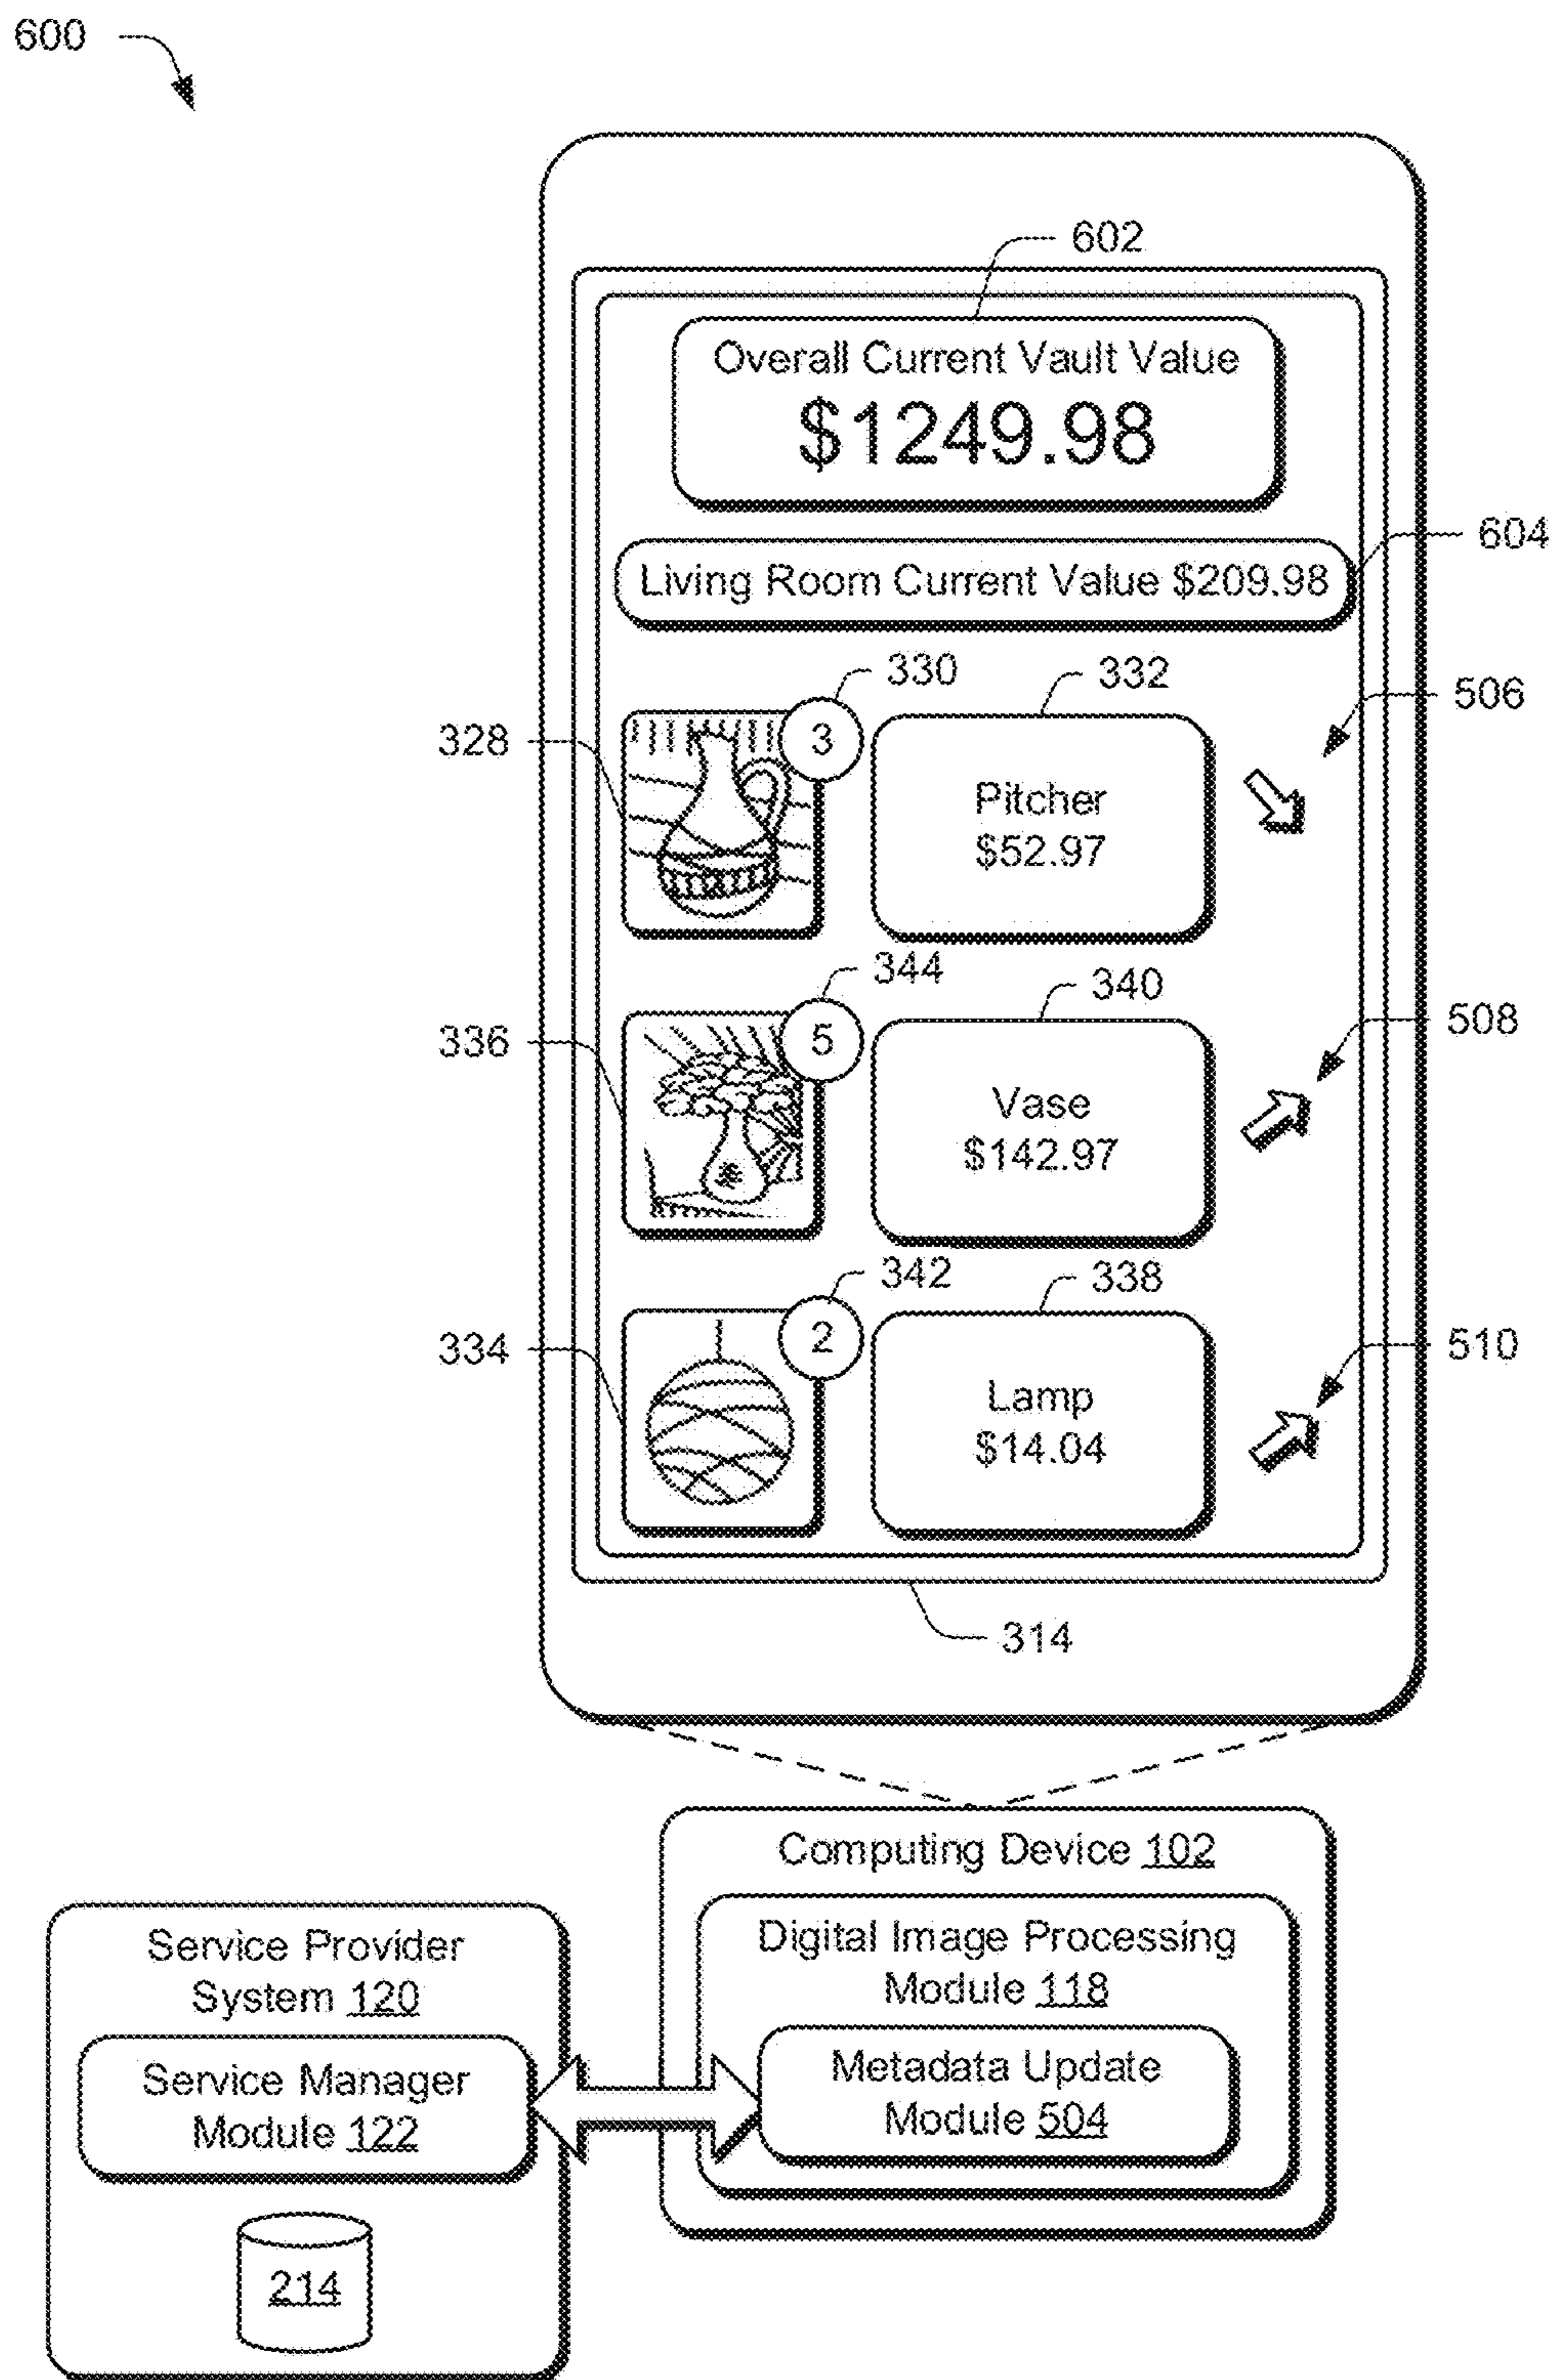 600
602
Overall Current Vault Value
$1249.98
604
Living Room Current Value $209.98
506
328
330
3
332
Pitcher
$52.97
336
344
5
340
Vase
$142.97
508
334
342
2
338
Lamp
$14.04
510
314
Computing Device 102
Digital Image Processing
Module 118
Metadata Update
Module 504
Service Provider
System 120
Service Manager
Module 122
214